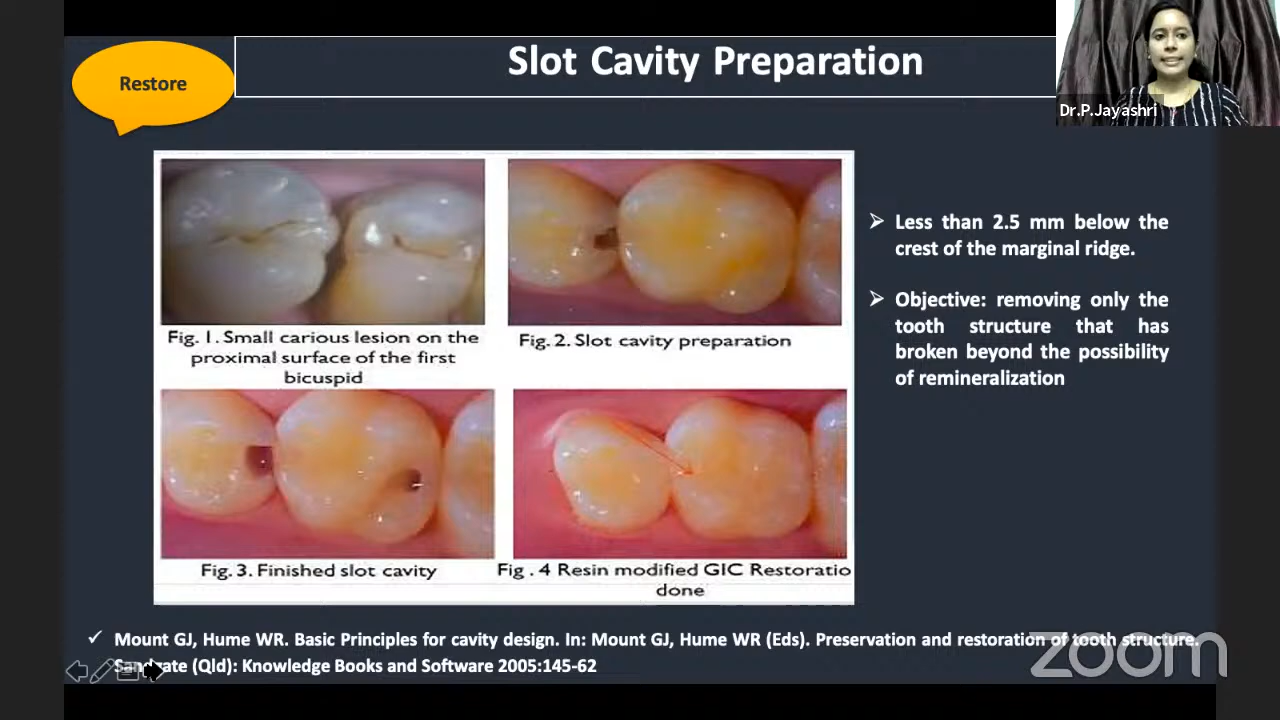 Restore
Slot Cavity Preparation
Dr.P.Jayashri
Fig. 1. Small carious lesion on the
proximal surface of the first
bicuspid
Fig. 2. Slot cavity preparation
Fig. 3. Finished slot cavity
Fig . 4 Resin modified GIC Restoratio
done
➢ Less than 2.5 mm below the
crest of the marginal ridge.
➢ Objective: removing only the
tooth structure that has
broken beyond the possibility
of remineralization
✓ Mount GJ, Hume WR. Basic Principles for cavity design. In: Mount GJ, Hume WR (Eds). Preservation and restoration of tooth structure.
(Qld): Knowledge Books and Software 2005:145-62
zoom